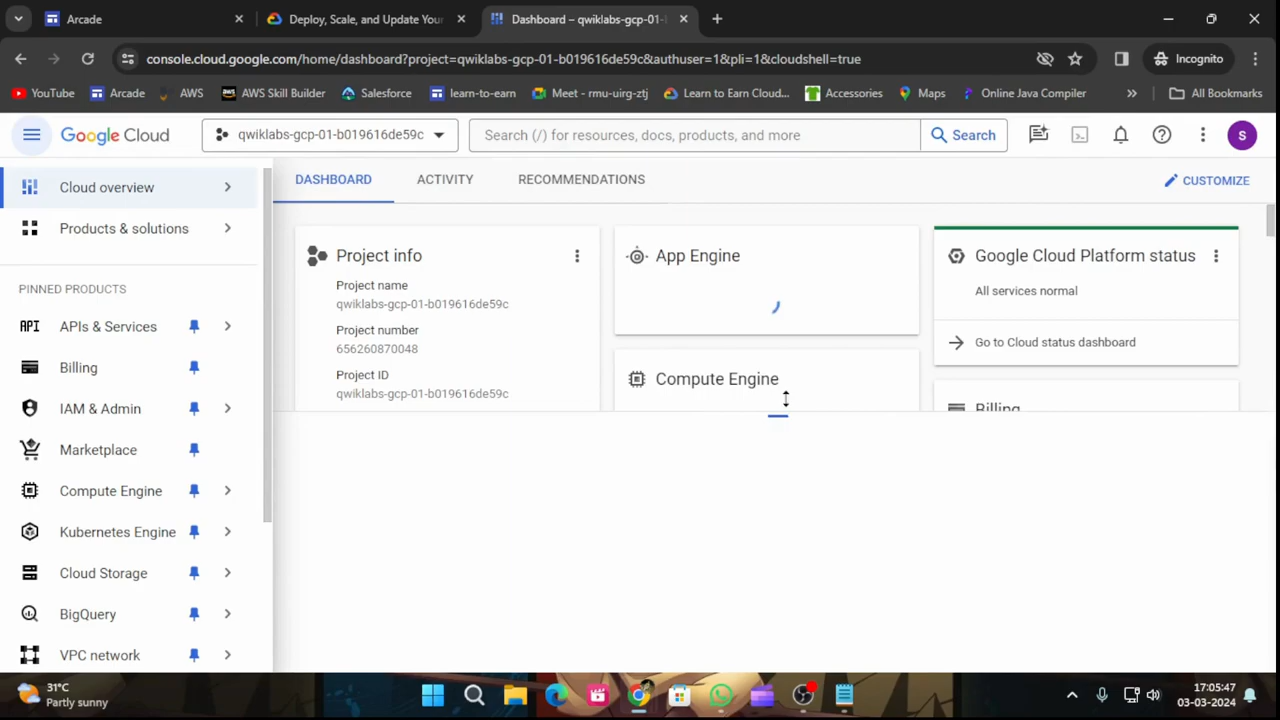 Arcade
Deploy, Scale, and Update Your
Dashboard – qwiklabs-gcp-01-
console.cloud.google.com/home/dashboard?project=qwiklabs-gcp-01-b019616de59c&authuser=1&pli=1&cloudshell=true
Incognito
YouTube
Arcade
AWS
AWS Skill Builder
Salesforce
learn-to-earn
Meet - rmu-uirg-ztj
Learn to Earn Cloud...
Accessories
Maps
Online Java Compiler
All Bookmarks
Google Cloud
qwiklabs-gcp-01-b019616de59c
Search (/) for resources, docs, products, and more
Search
S
Cloud overview
Products & solutions
PINNED PRODUCTS
API APIs & Services
Billing
IAM & Admin
Marketplace
Compute Engine
Kubernetes Engine
Cloud Storage
BigQuery
VPC network
DASHBOARD
ACTIVITY
RECOMMENDATIONS
CUSTOMIZE
Project info
Project name
qwiklabs-gcp-01-b019616de59c
Project number
656260870048
Project ID
qwiklabs-gcp-01-b019616de59c
App Engine
Compute Engine
Google Cloud Platform status
All services normal
Go to Cloud status dashboard
Billing
31°C
Partly sunny
17:05:47
03-03-2024